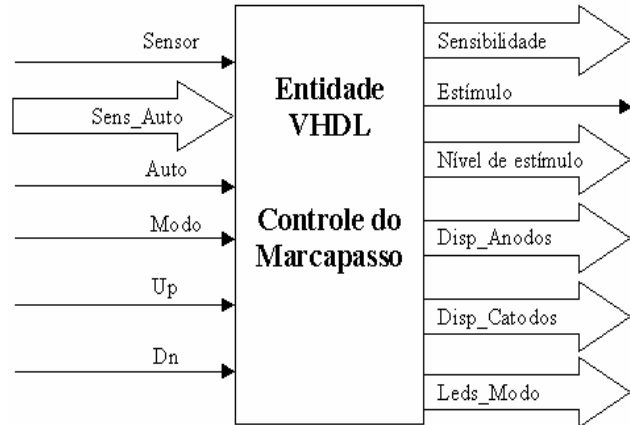 Sensor
Sens_Auto
Auto
Modo
Up
Dn
Entidade
VHDL
Controle do
Marcapasso
Sensibilidade
Estímulo
Nível de estímulo
Disp_Anodos
Disp_Catodos
Leds_Modo